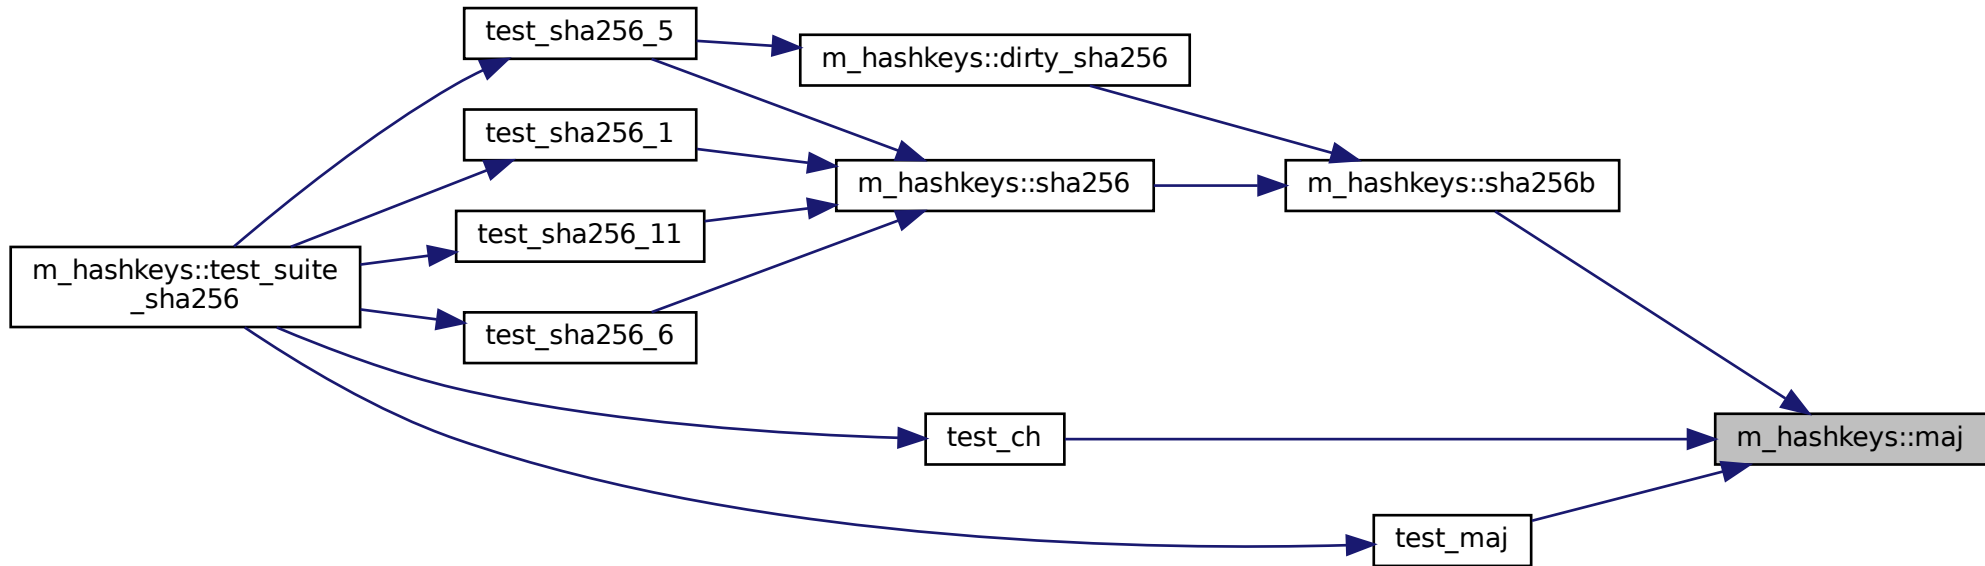 test_sha256_5
m_hashkeys::dirty_sha256
test_sha256_1
m_hashkeys::sha256
m_hashkeys::sha256b
test_sha256_11
m_hashkeys::test_suite
_sha256
test_sha256_6
test_ch
m_hashkeys::maj
test_maj